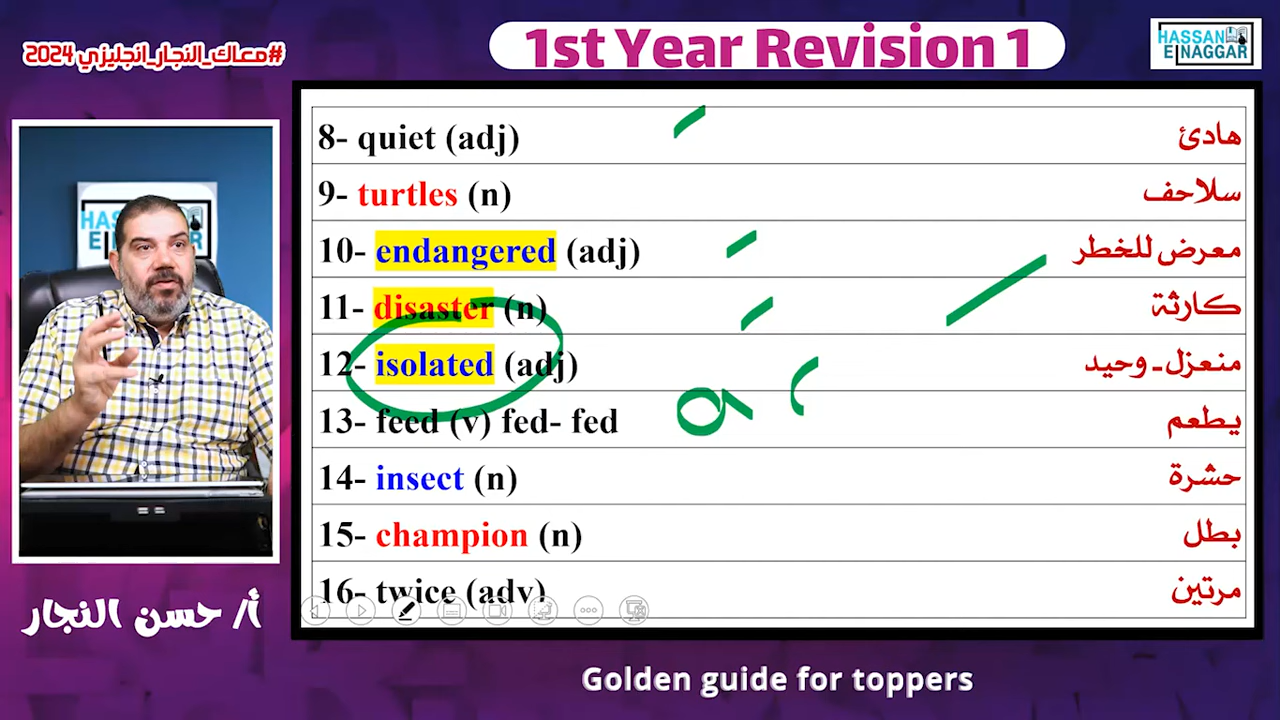 #معاك_النجار_انجليزي 2024
1st Year Revision 1
HASSAN
ELNAGGAR
8- quiet (adj) هادئ
9- turtles (n) سلاحف
10- endangered (adj) معرض للخطر
11- disaster (n) كارثة
12- isolated (adj) منعزل - وحيد
13- feed (v) fed- fed يطعم
14- insect (n) حشرة
15- champion (n) بطل
16- twice (adv) مرتين
أ/ حسن النجار
Golden guide for toppers